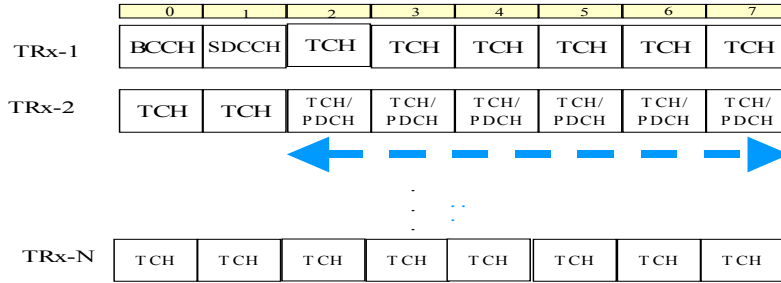 0 1 2 3 4 5 6 7
TRx-1 BCCH SDCCH TCH TCH TCH TCH TCH TCH
TRx-2 TCH TCH TCH/ PDCH TCH/ PDCH TCH/ PDCH TCH/ PDCH TCH/ PDCH TCH/ PDCH
TRx-N TCH TCH TCH TCH TCH TCH TCH TCH